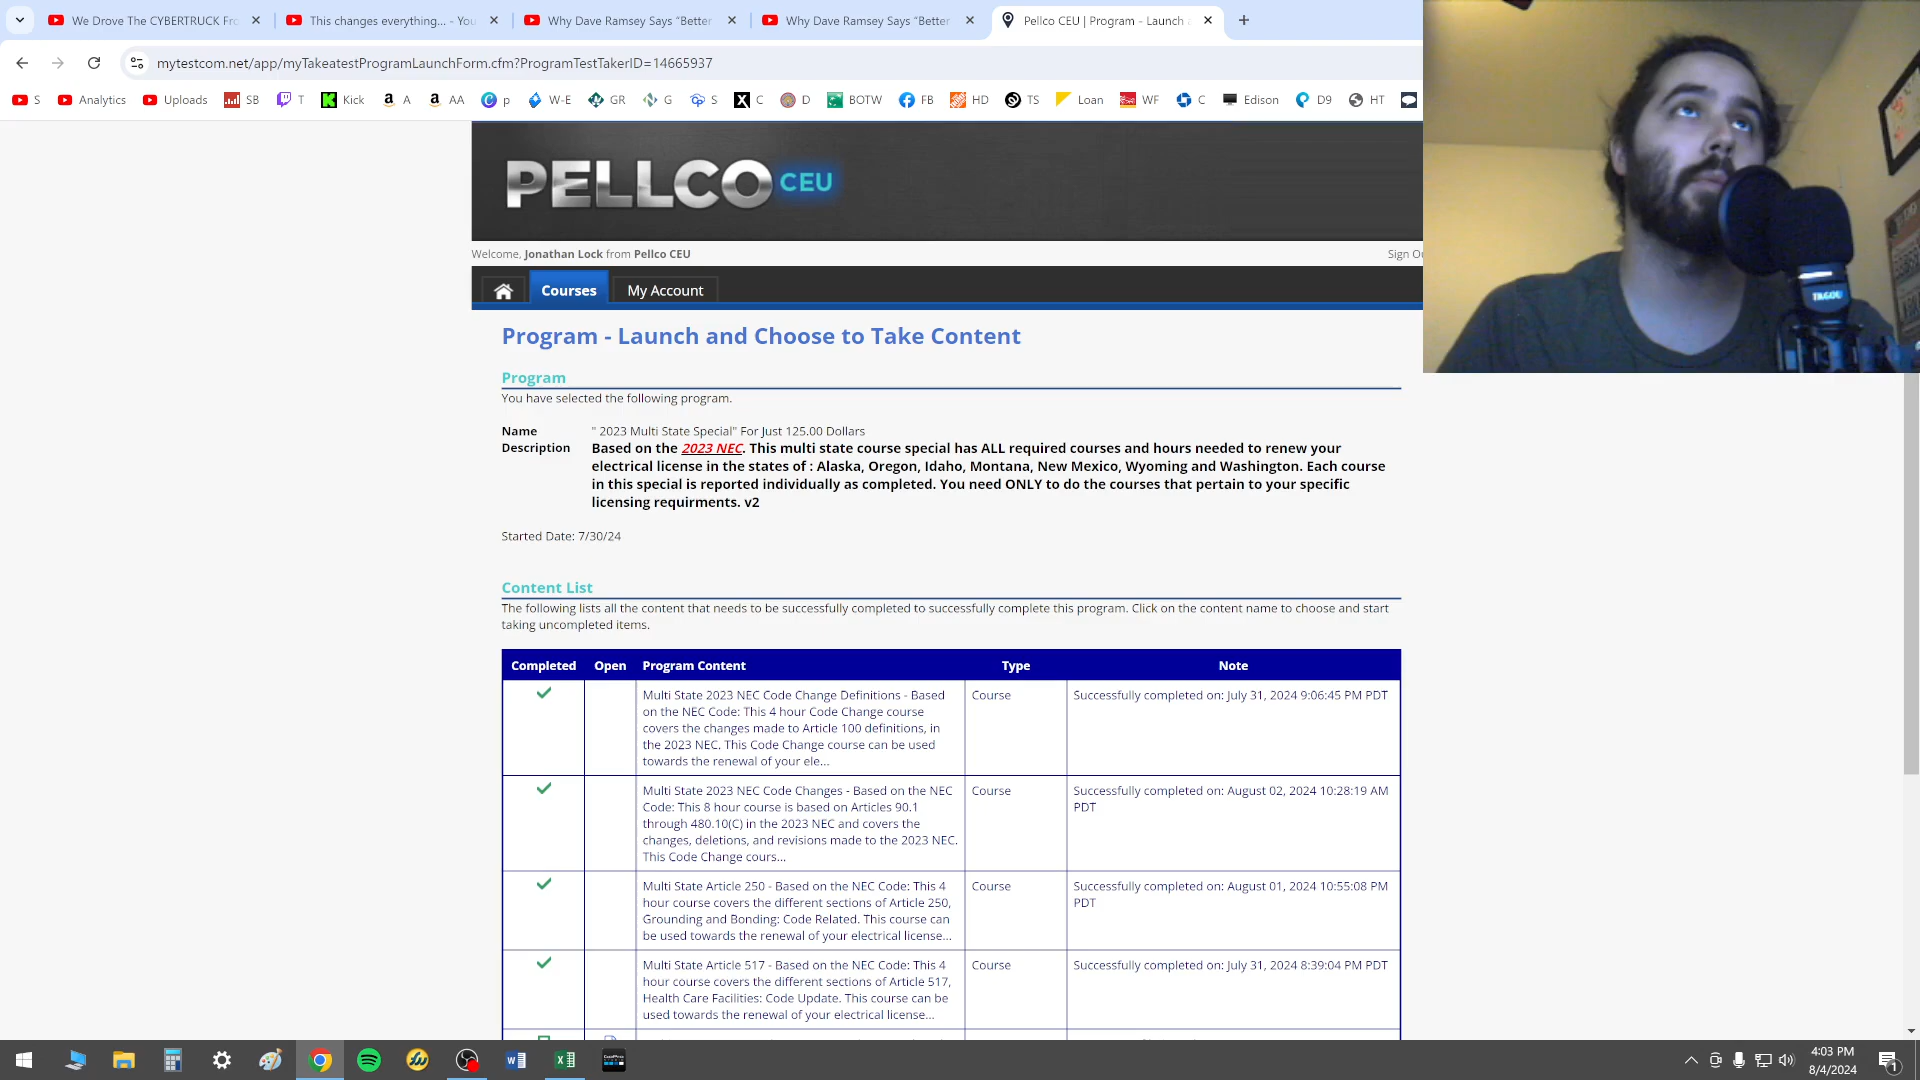 We Drove The CYBERTRUCK Fro
This changes everything... - You
Why Dave Ramsey Says "Better
Why Dave Ramsey Says "Better
Pellco CEU | Program - Launch a
mytestcom.net/app/myTakeatestProgramLaunchForm.cfm?ProgramTestTakerID=14665937
S Analytics Uploads SB T Kick A AA p W-E GR G S C D BOTW FB HD TS Loan WF C Edison D9 HT
PELLCO CEU
Welcome, Jonathan Lock from Pellco CEU
Sign Ou
Courses My Account
Program - Launch and Choose to Take Content
Program
You have selected the following program.
Name " 2023 Multi State Special" For Just 125.00 Dollars
Description Based on the 2023 NEC. This multi state course special has ALL required courses and hours needed to renew your
electrical license in the states of : Alaska, Oregon, Idaho, Montana, New Mexico, Wyoming and Washington. Each course
in this special is reported individually as completed. You need ONLY to do the courses that pertain to your specific
licensing requirments. v2
Started Date: 7/30/24
Content List
The following lists all the content that needs to be successfully completed to successfully complete this program. Click on the content name to choose and start
taking uncompleted items.
Completed Open Program Content Type Note
Multi State 2023 NEC Code Change Definitions - Based Course Successfully completed on: July 31, 2024 9:06:45 PM PDT
on the NEC Code: This 4 hour Code Change course
covers the changes made to Article 100 definitions, in
the 2023 NEC. This Code Change course can be used
towards the renewal of your ele...
Multi State 2023 NEC Code Changes - Based on the NEC Course Successfully completed on: August 02, 2024 10:28:19 AM
Code: This 8 hour course is based on Articles 90.1 PDT
through 480.10(C) in the 2023 NEC and covers the
changes, deletions, and revisions made to the 2023 NEC.
This Code Change cours...
Multi State Article 250 - Based on the NEC Code: This 4 Course Successfully completed on: August 01, 2024 10:55:08 PM
hour course covers the different sections of Article 250, PDT
Grounding and Bonding: Code Related. This course can
be used towards the renewal of your electrical license...
Multi State Article 517 - Based on the NEC Code: This 4 Course Successfully completed on: July 31, 2024 8:39:04 PM PDT
hour course covers the different sections of Article 517,
Health Care Facilities: Code Update. This course can be
used towards the renewal of your electrical license...
4:03 PM
8/4/2024
1